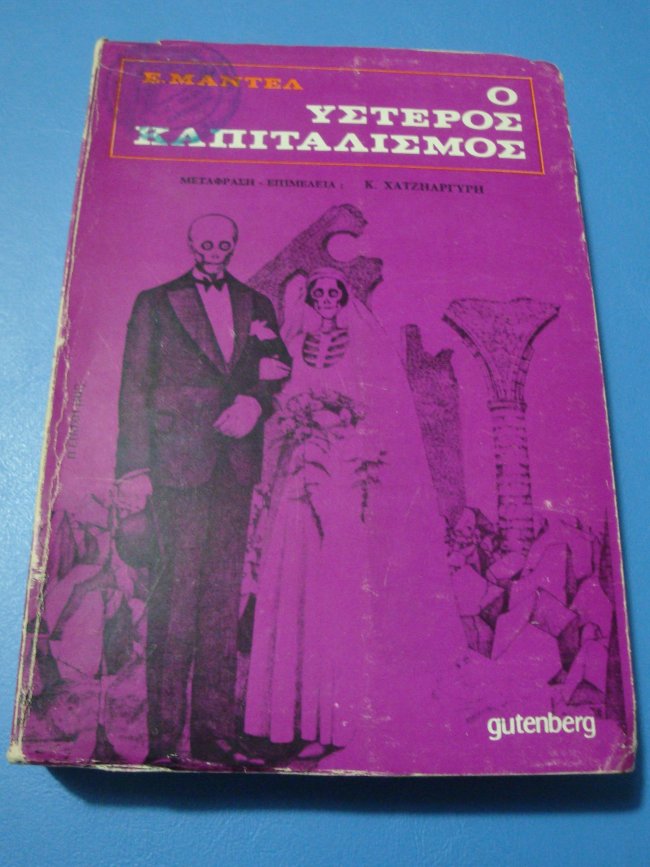 Ε. ΜΑΝΤΕΛ
Ο
ΥΣΤΕΡΟΣ
ΚΑΠΙΤΑΛΙΣΜΟΣ
ΜΕΤΑΦΡΑΣΗ - ΕΠΙΜΕΛΕΙΑ : Κ. ΧΑΤΖΗΑΡΓΥΡΗ
gutenberg